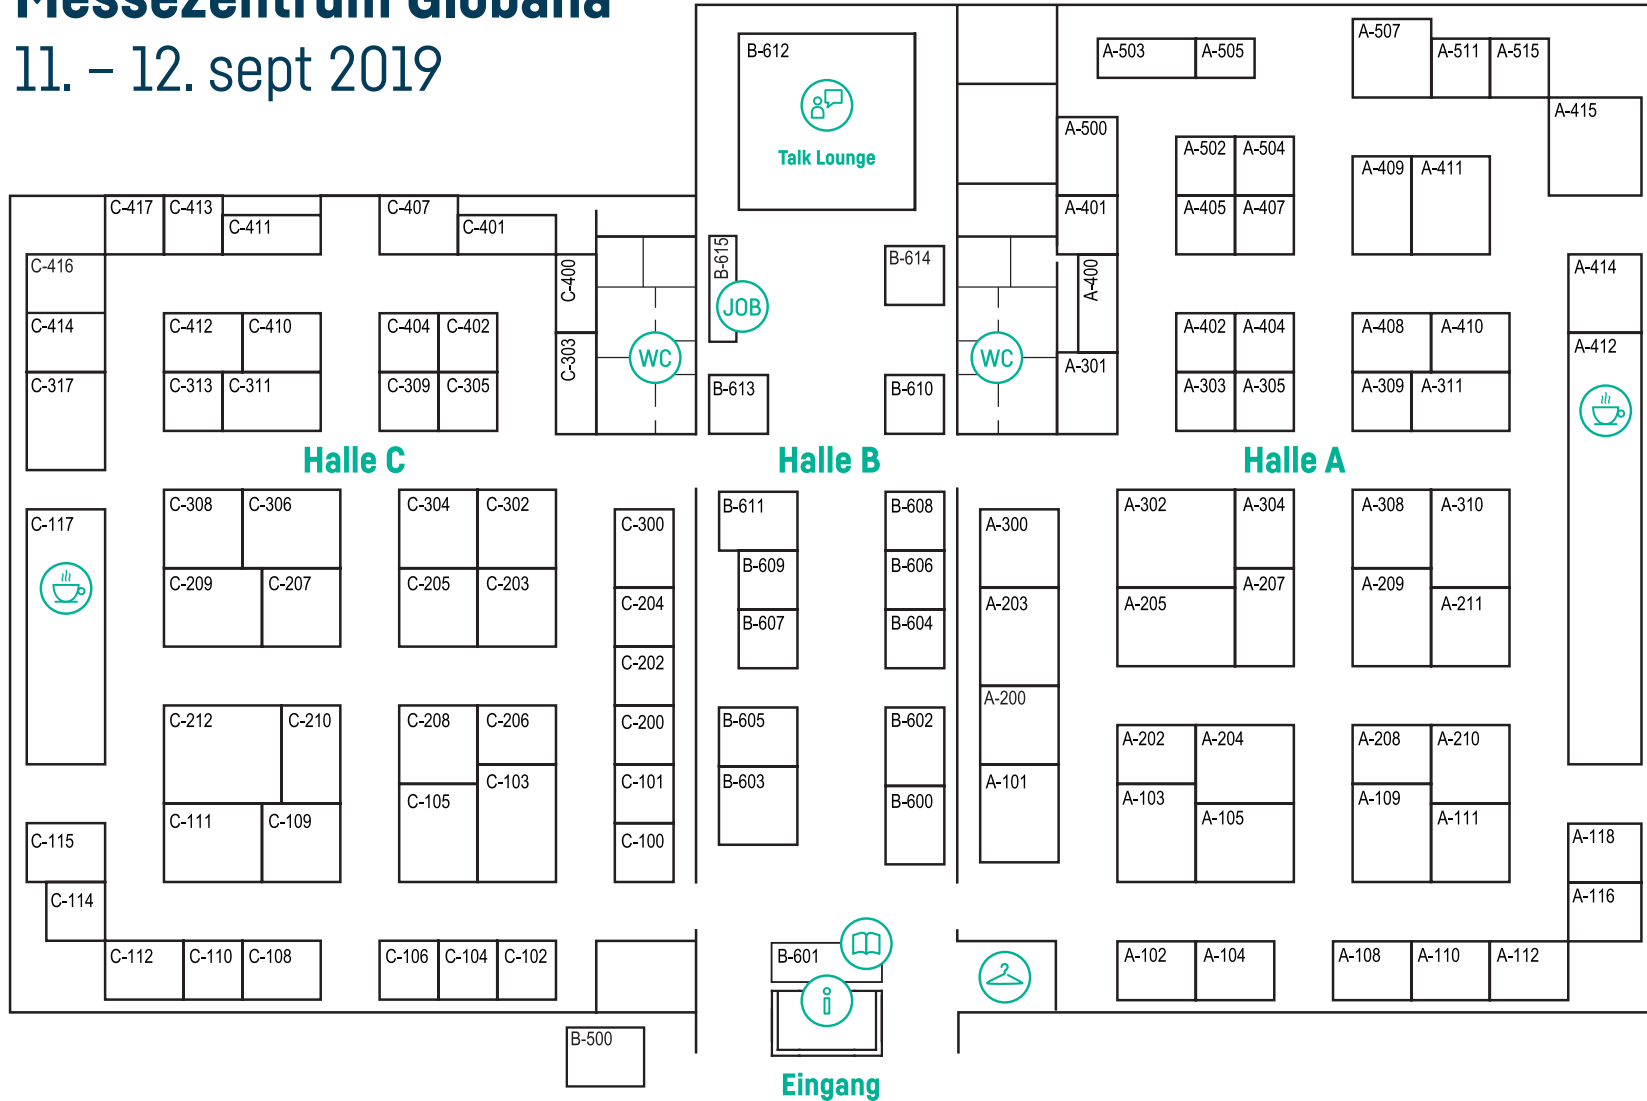 Messezentrum Globana
11. – 12. sept 2019
B-612
Talk Lounge
A-503
A-505
A-507
A-511
A-515
A-415
A-500
A-502
A-504
A-409
A-411
A-401
A-405
A-407
C-417
C-413
C-411
C-407
C-401
C-416
C-400
B-615
JOB
B-614
A-400
A-414
C-414
C-412
C-410
C-404
C-402
C-303
WC
WC
A-402
A-404
A-408
A-410
A-412
C-317
C-313
C-311
C-309
C-305
B-613
B-610
A-301
A-303
A-305
A-309
A-311
Halle C
Halle B
Halle A
C-308
C-306
C-304
C-302
B-611
B-608
A-302
A-304
A-308
A-310
C-117
C-300
A-300
C-209
C-207
C-205
C-203
B-609
B-606
A-207
A-209
C-204
A-203
A-205
A-211
B-607
B-604
C-202
A-200
C-212
C-210
C-208
C-206
C-200
B-605
B-602
A-202
A-204
A-208
A-210
C-103
C-101
B-603
A-101
C-105
B-600
A-103
A-109
C-111
C-109
A-105
A-111
C-115
C-100
A-118
C-114
A-116
C-112
C-110
C-108
C-106
C-104
C-102
B-601
A-102
A-104
A-108
A-110
A-112
i
B-500
Eingang